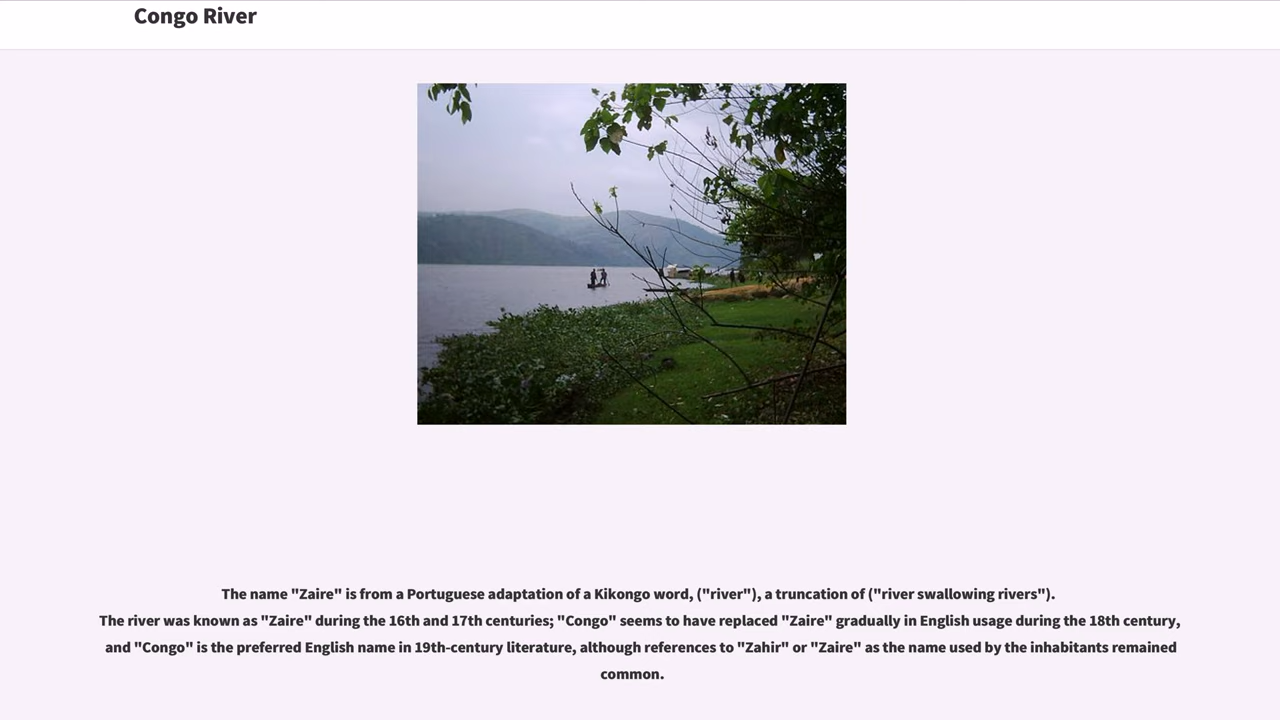 Congo River
The name "Zaire" is from a Portuguese adaptation of a Kikongo word, ("river"), a truncation of ("river swallowing rivers").
The river was known as "Zaire" during the 16th and 17th centuries; "Congo" seems to have replaced "Zaire" gradually in English usage during the 18th century,
and "Congo" is the preferred English name in 19th-century literature, although references to "Zahir" or "Zaire" as the name used by the inhabitants remained
common.